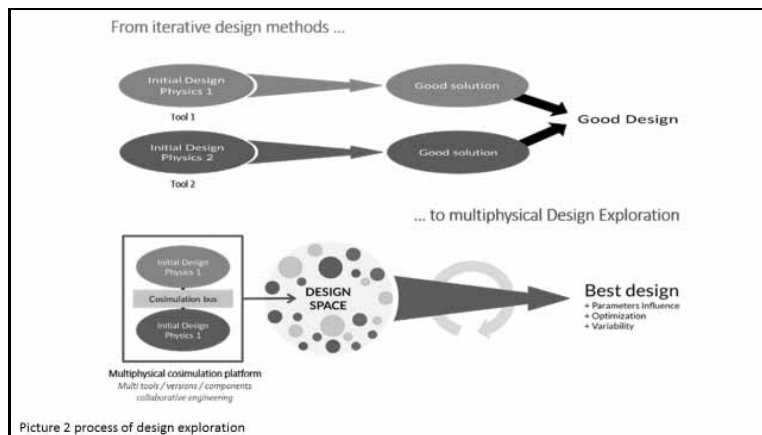 From iterative design methods ...
Initial Design
Physics 1
Good solution
Tool 1
Good Design
Initial Design
Physics 2
Good solution
Tool 2
... to multiphysical Design Exploration
Initial Design
Physics 1
Cosimulation bus
Initial Design
Physics 1
DESIGN
SPACE
Best design
+ Parameters Influence
+ Optimization
+ Variability
Multiphysical cosimulation platform
Multi tools / versions / components
collaborative engineering
Picture 2 process of design exploration